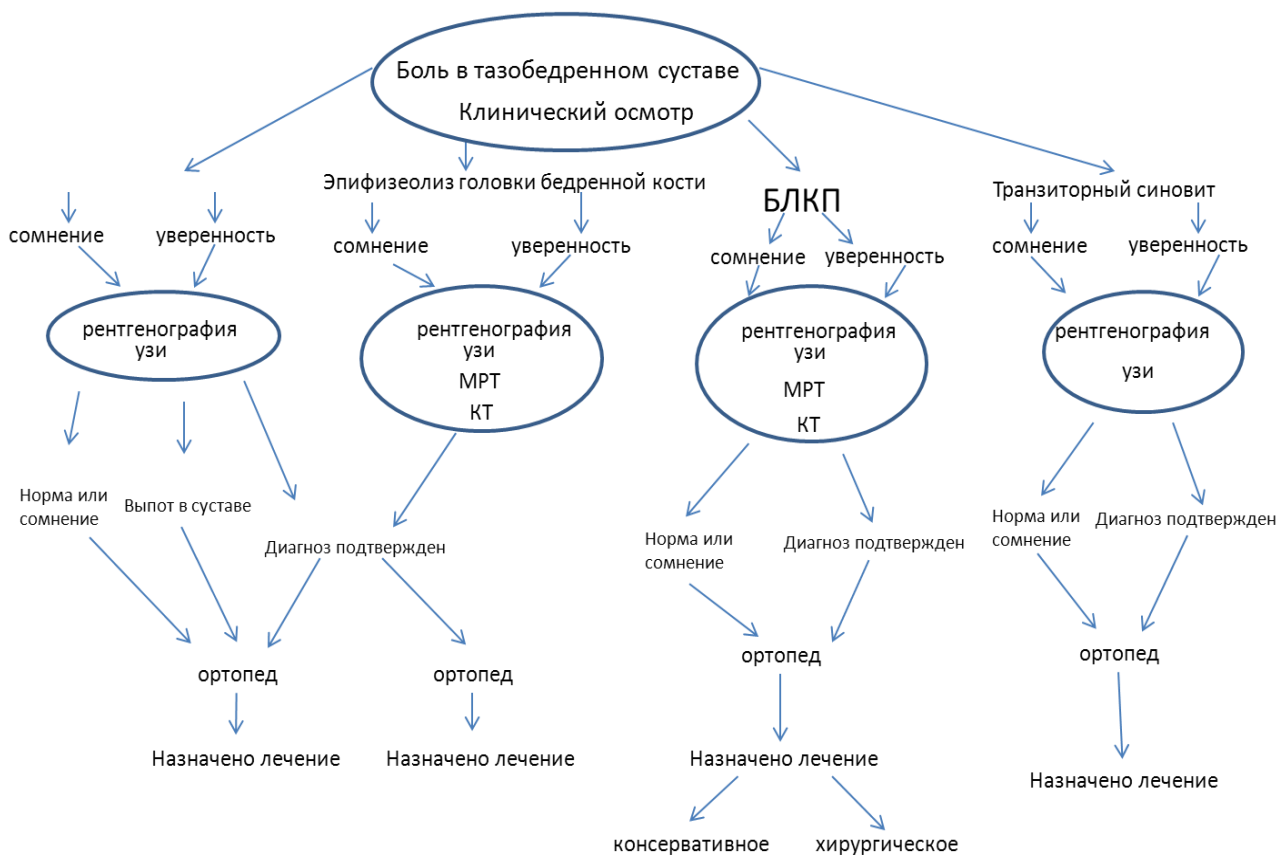 Боль в тазобедренном суставе
Клинический осмотр
сомнение
уверенность
рентгенография
узи
Норма или
сомнение
Выпот в суставе
Диагноз подтвержден
ортопед
Назначено лечение
Эпифизеолиз головки бедренной кости
сомнение
уверенность
рентгенография
узи
МРТ
КТ
ортопед
Назначено лечение
БЛКП
сомнение
уверенность
рентгенография
узи
МРТ
КТ
Норма или
сомнение
Диагноз подтвержден
ортопед
Назначено лечение
консервативное
хирургическое
Транзиторный синовит
сомнение
уверенность
рентгенография
узи
Норма или
сомнение
Диагноз подтвержден
ортопед
Назначено лечение